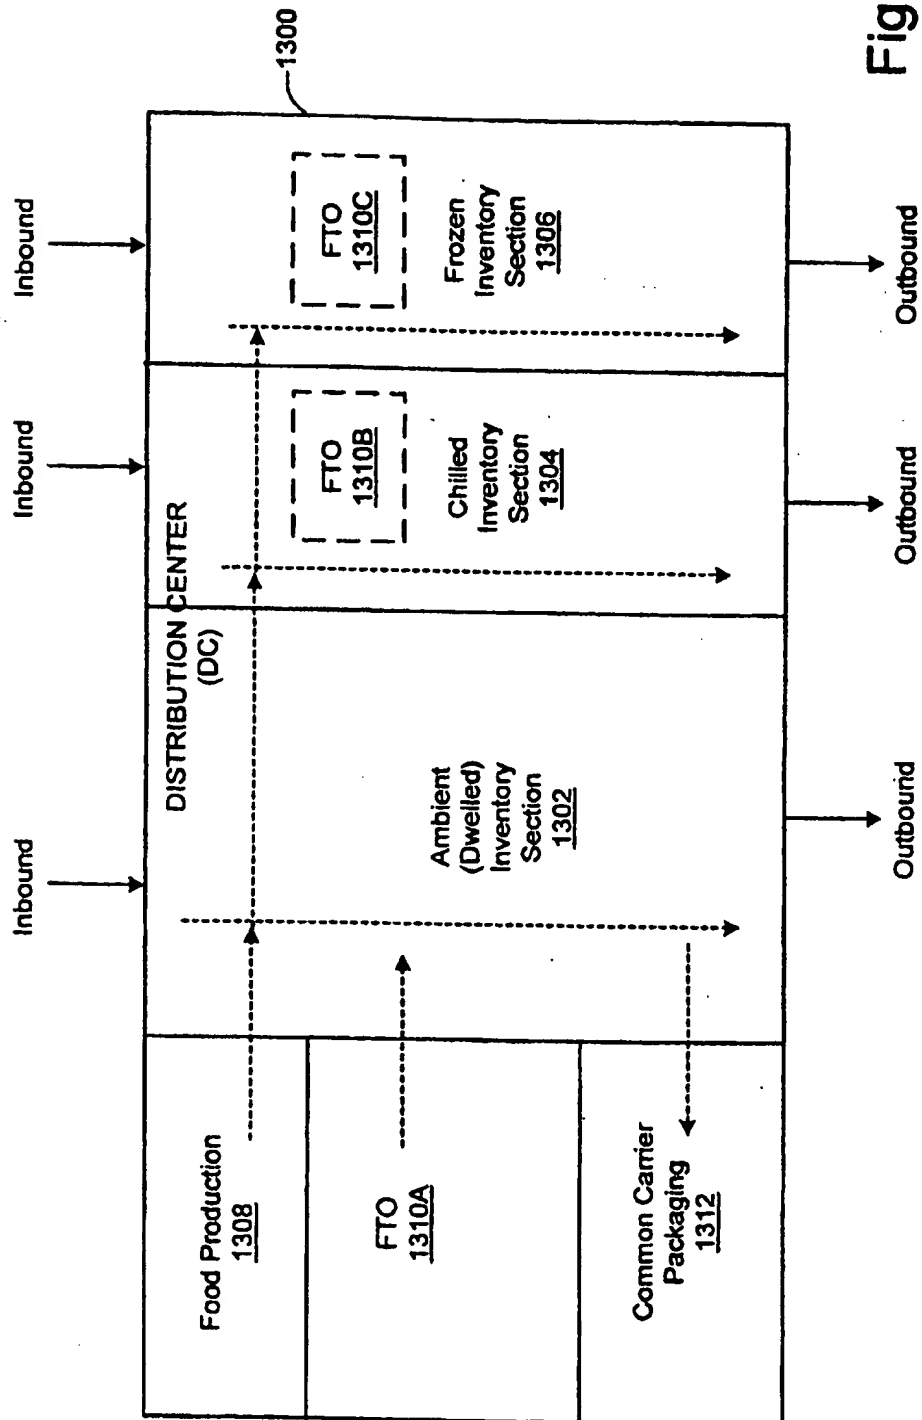 Inbound
Inbound
Inbound
1300
DISTRIBUTION CENTER
(DC)
Food Production
1308
FTO
1310A
Common Carrier
Packaging
1312
Ambient
(Dwelled)
Inventory
Section
1302
FTO
1310B
Chilled
Inventory
Section
1304
FTO
1310C
Frozen
Inventory
Section
1306
Outbound
Outbound
Outbound
Fig